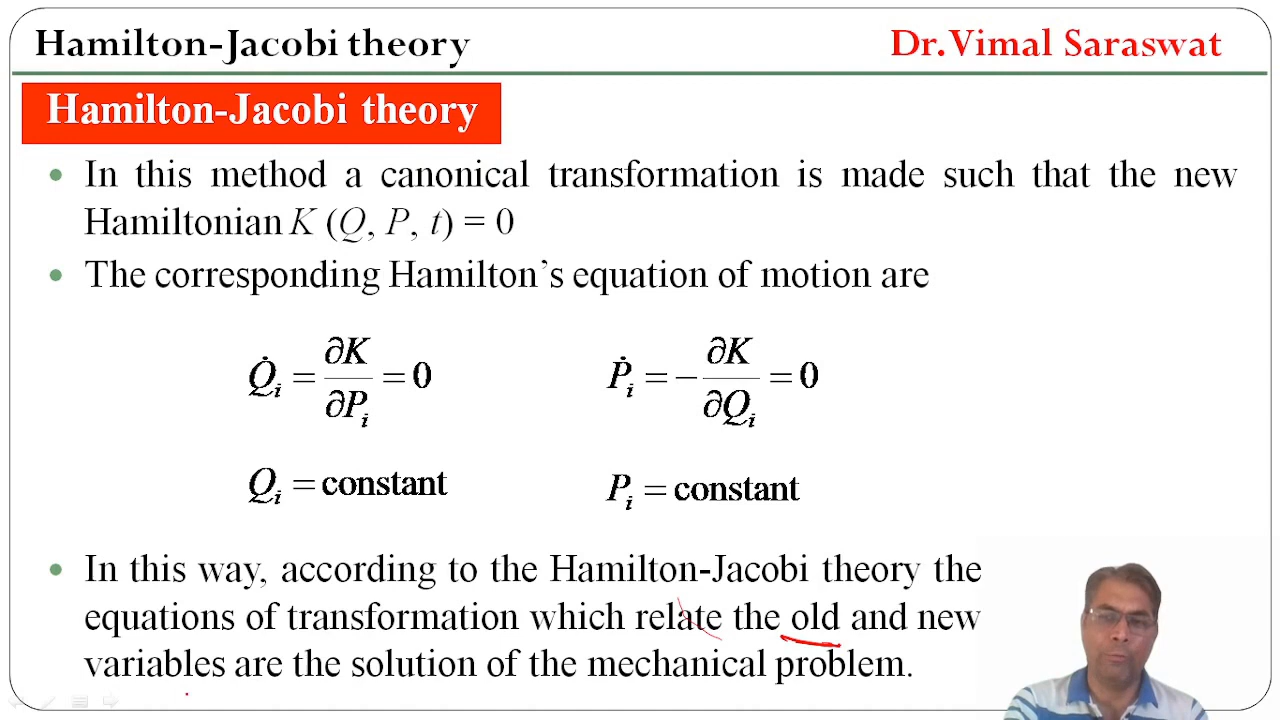 Hamilton-Jacobi theory
Dr. Vimal Saraswat
Hamilton-Jacobi theory
• In this method a canonical transformation is made such that the new
Hamiltonian K (Q, P, t) = 0
• The corresponding Hamilton's equation of motion are
Q̇ᵢ = ∂K/∂Pᵢ = 0
Ṗᵢ = −∂K/∂Qᵢ = 0
Qᵢ = constant
Pᵢ = constant
• In this way, according to the Hamilton-Jacobi theory the
equations of transformation which relate the old and new
variables are the solution of the mechanical problem.